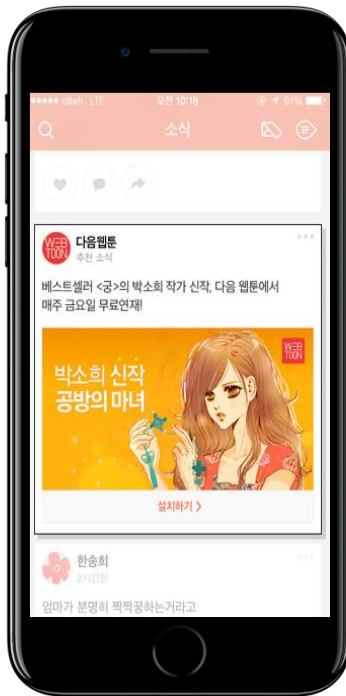 olleh LTE 오전 10:18 91%
소식
WEB
TOON
다음웹툰
추천 소식
베스트셀러 <궁>의 박소희 작가 신작, 다음 웹툰에서
매주 금요일 무료연재!
WEB
TOON
박소희 신작
공방의 마녀
설치하기 >
한송희
2시간전
엄마가 분명히 짝짝꿍하는거라고